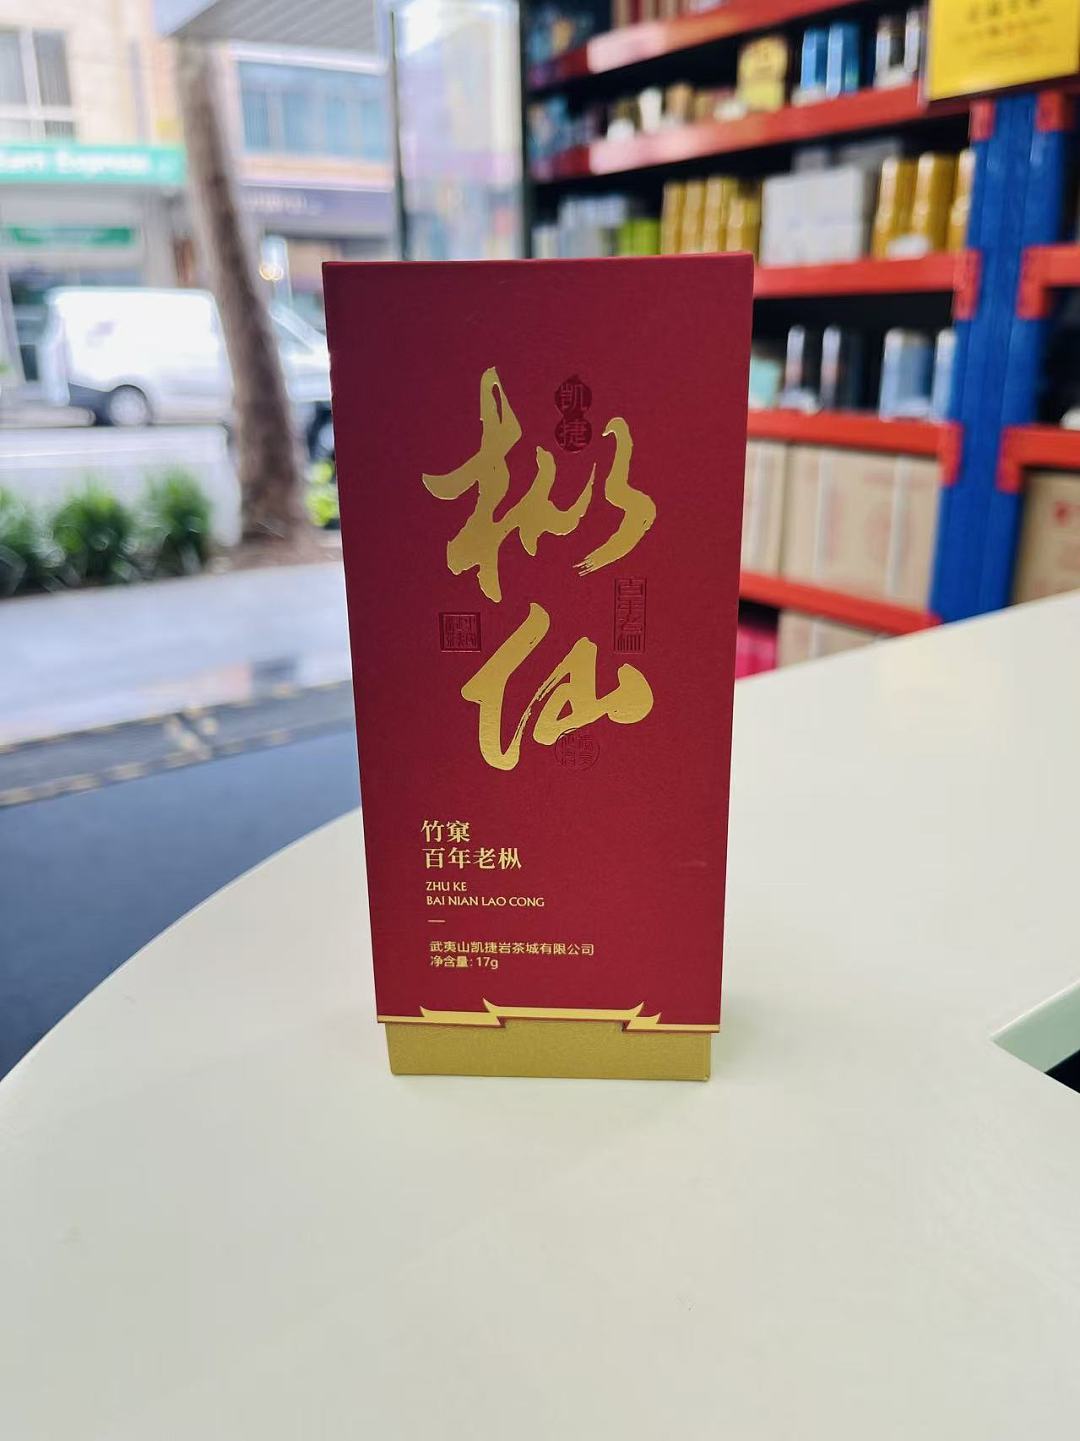 凯捷
枞仙
竹窠
百年老枞
ZHU KE
BAI NIAN LAO CONG
武夷山凯捷岩茶城有限公司
净含量: 17g